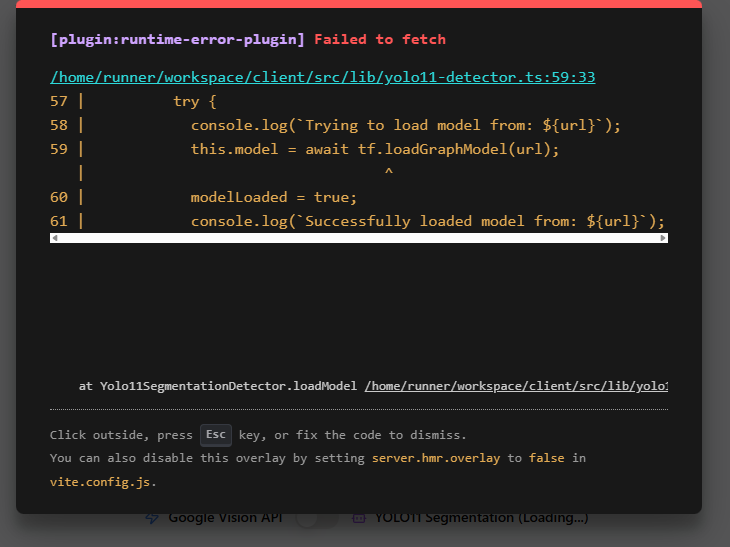 [plugin:runtime-error-plugin] Failed to fetch
/home/runner/workspace/client/src/lib/yolo11-detector.ts:59:33
57 |          try {
58 |            console.log(`Trying to load model from: ${url}`);
59 |            this.model = await tf.loadGraphModel(url);
   |                                  ^
60 |            modelLoaded = true;
61 |            console.log(`Successfully loaded model from: ${url}`);
at Yolo11SegmentationDetector.loadModel /home/runner/workspace/client/src/lib/yolo1
Click outside, press Esc key, or fix the code to dismiss.
You can also disable this overlay by setting server.hmr.overlay to false in
vite.config.js.
Google Vision API YOLO11 Segmentation (Loading...)